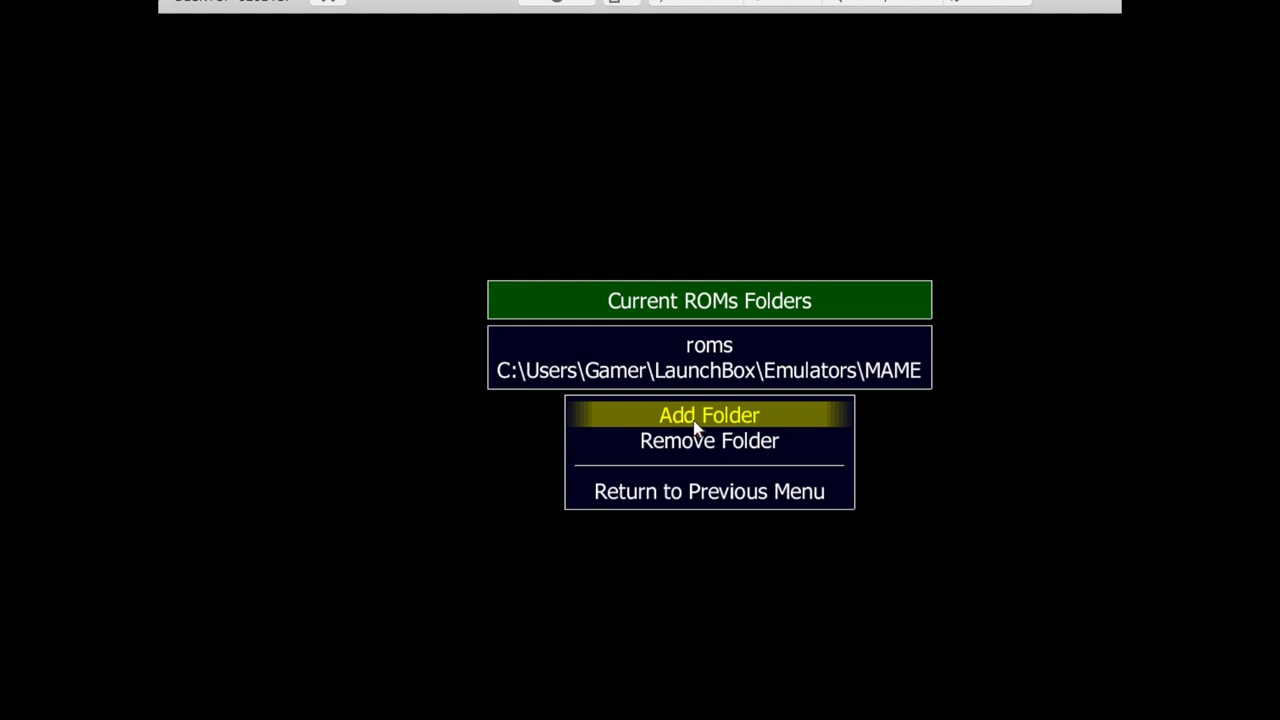 Current ROMs Folders
roms
C:\Users\Gamer\LaunchBox\Emulators\MAME
Add Folder
Remove Folder
Return to Previous Menu